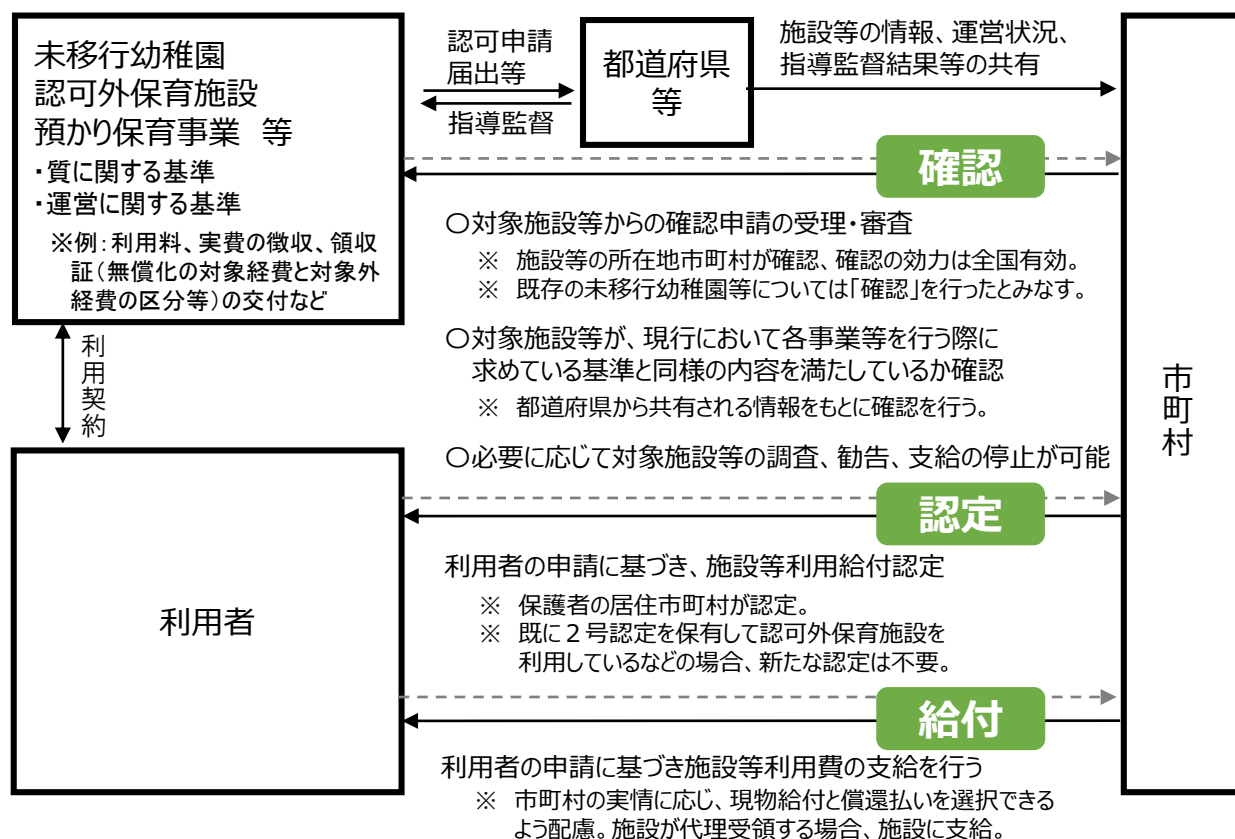 未移行幼稚園
認可外保育施設
預かり保育事業　等
・質に関する基準
・運営に関する基準
※例：利用料、実費の徴収、領収
証（無償化の対象経費と対象外
経費の区分等）の交付など
認可申請
届出等
指導監督
都道府県
等
施設等の情報、運営状況、
指導監督結果等の共有
確認
〇対象施設等からの確認申請の受理・審査
※　施設等の所在地市町村が確認、確認の効力は全国有効。
※　既存の未移行幼稚園等については「確認」を行ったとみなす。
〇対象施設等が、現行において各事業等を行う際に
求めている基準と同様の内容を満たしているか確認
※　都道府県から共有される情報をもとに確認を行う。
〇必要に応じて対象施設等の調査、勧告、支給の停止が可能
利用契約
市町村
利用者
認定
利用者の申請に基づき、施設等利用給付認定
※　保護者の居住市町村が認定。
※　既に２号認定を保有して認可外保育施設を
利用しているなどの場合、新たな認定は不要。
給付
利用者の申請に基づき施設等利用費の支給を行う
※　市町村の実情に応じ、現物給付と償還払いを選択できる
よう配慮。施設が代理受領する場合、施設に支給。